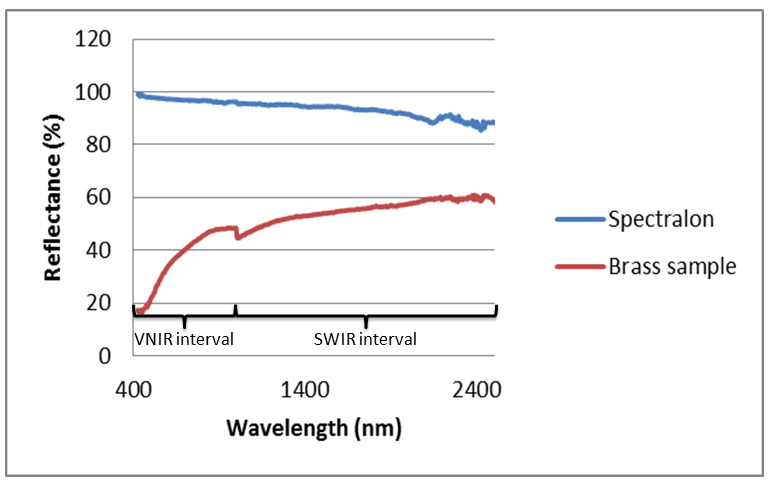 120
100
80
60
40
20
0
Reflectance (%)
VNIR interval
SWIR interval
400
1400
2400
Wavelength (nm)
Spectralon
Brass sample